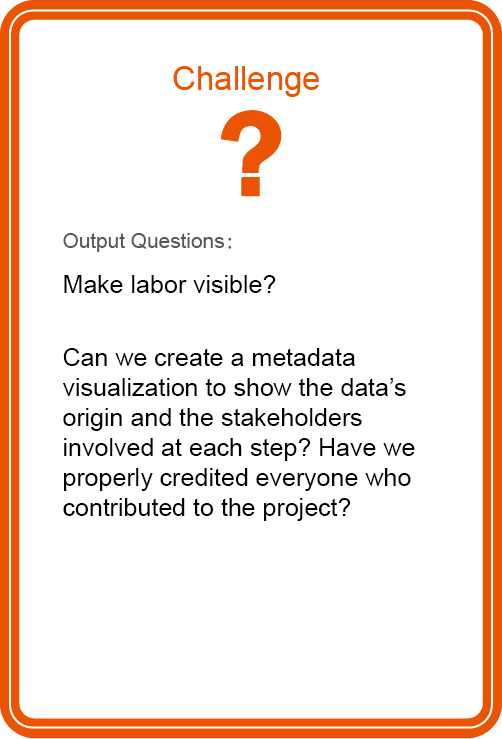 Challenge
?
Output Questions:
Make labor visible?
Can we create a metadata
visualization to show the data’s
origin and the stakeholders
involved at each step? Have we
properly credited everyone who
contributed to the project?